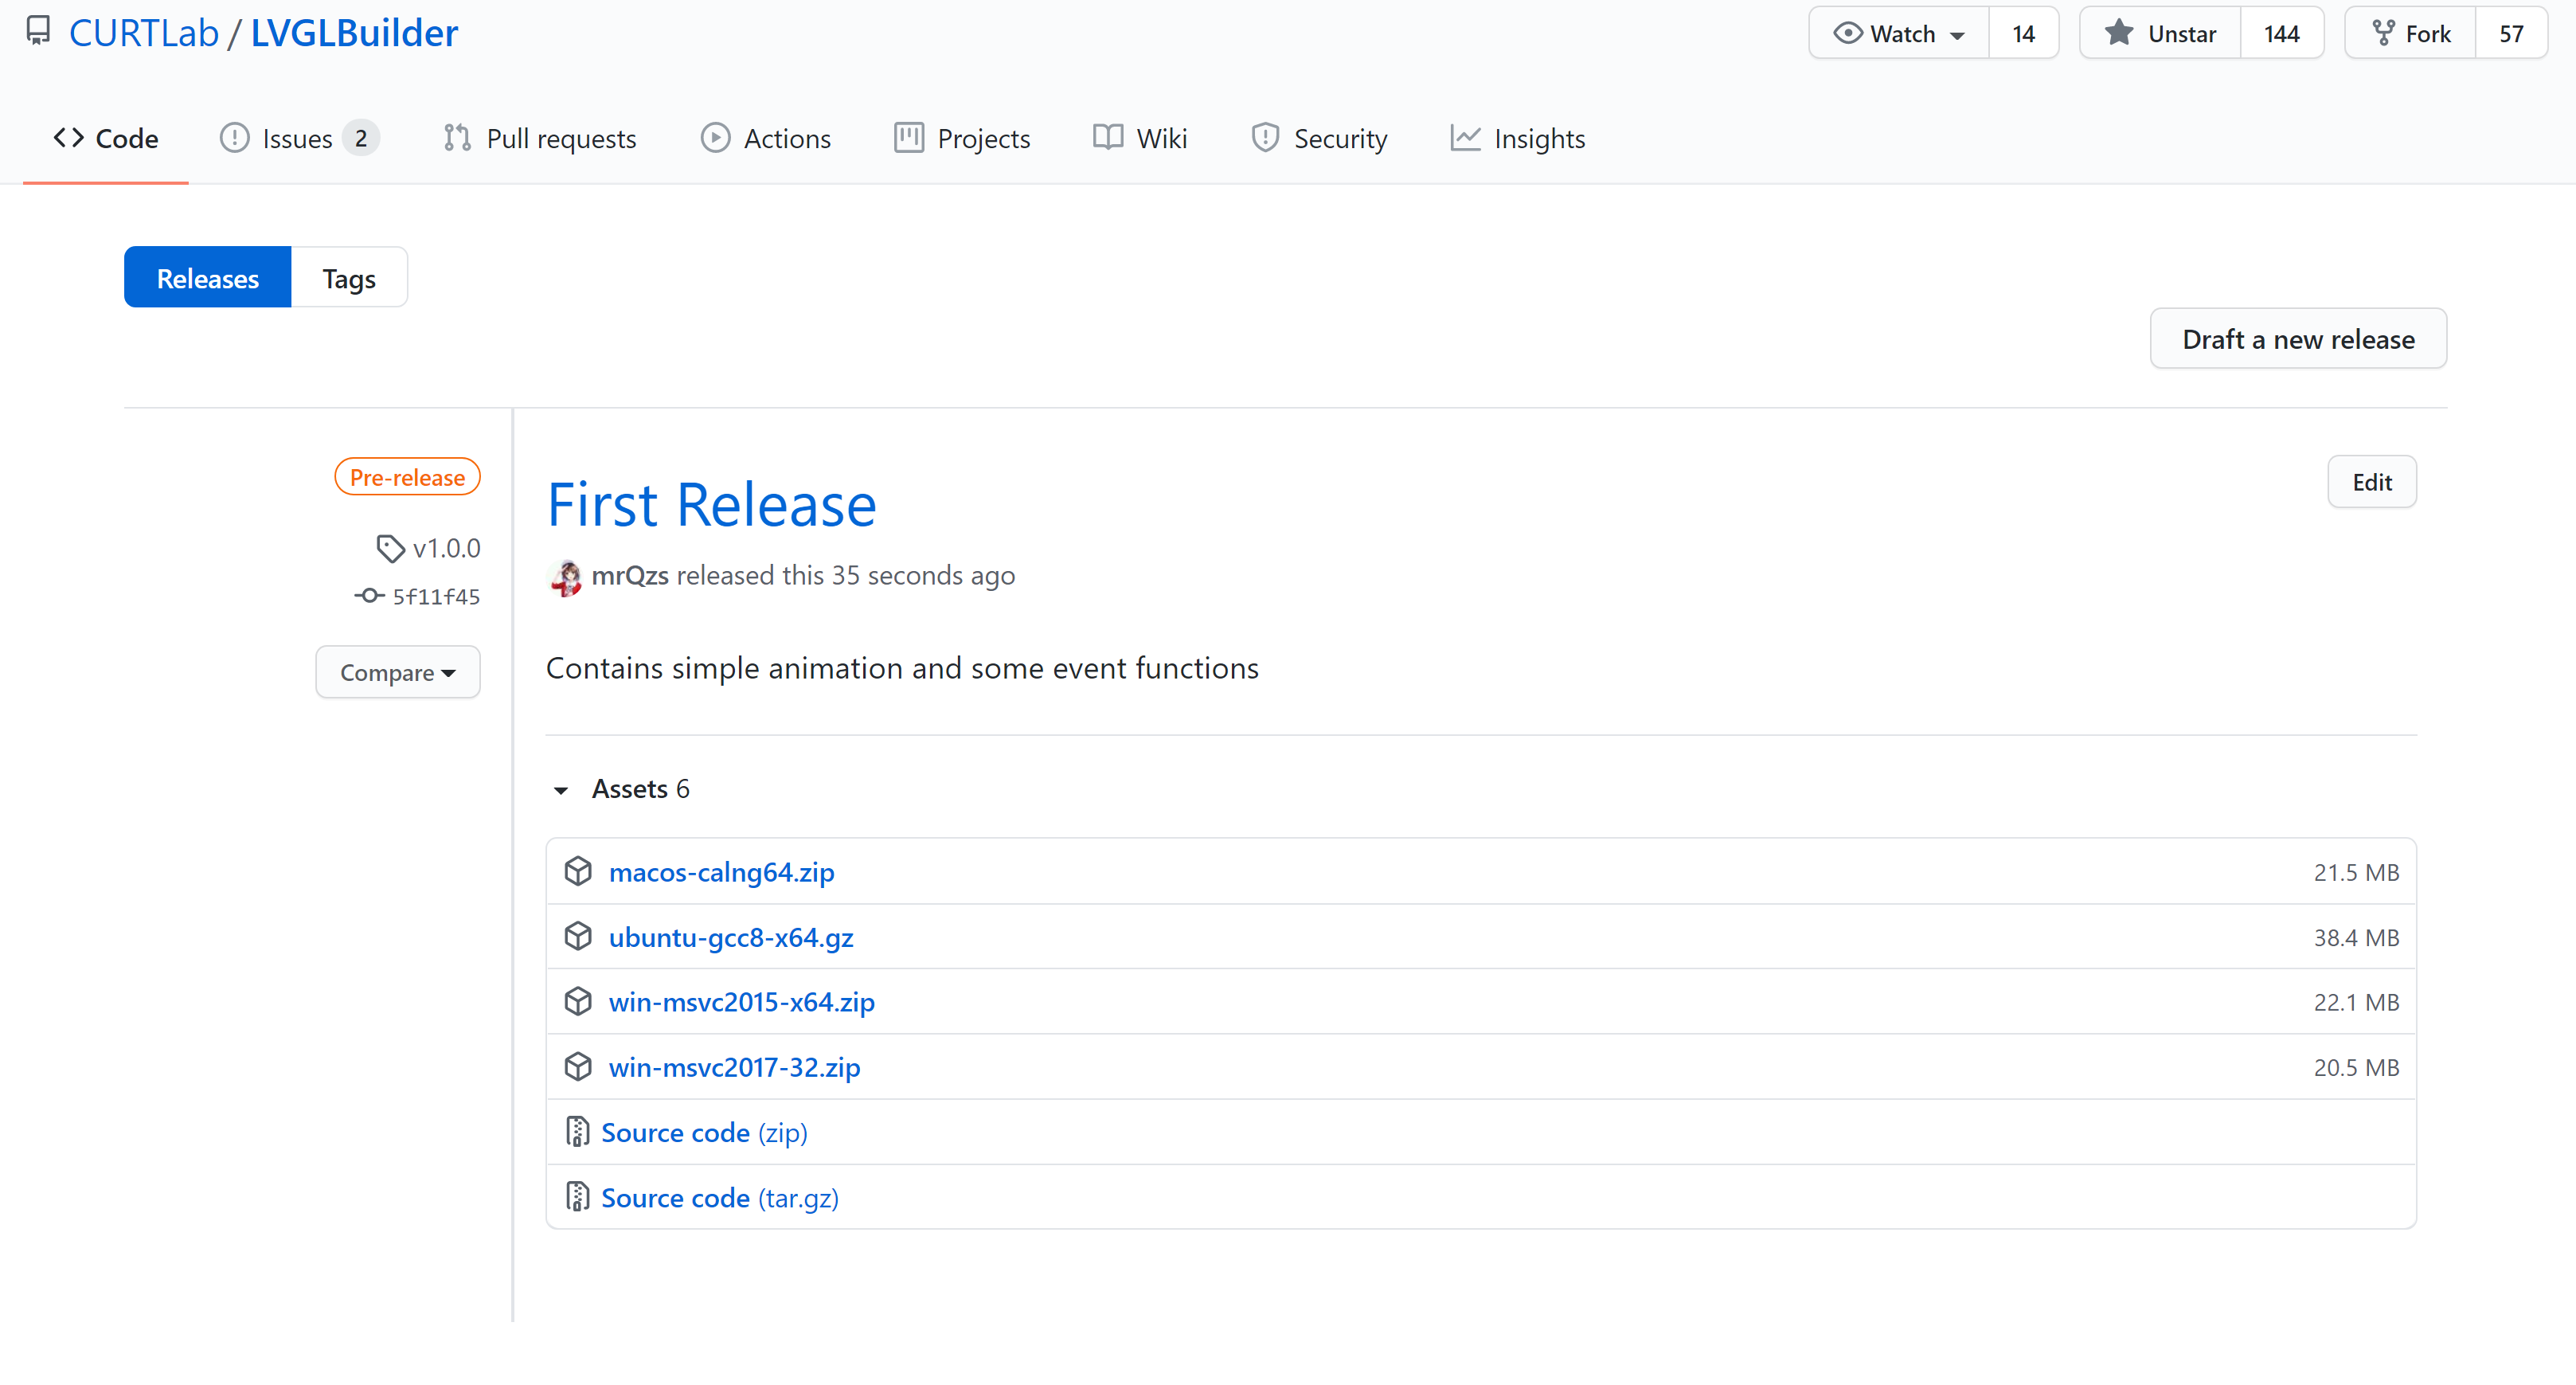 CURTLab / LVGLBuilder
Watch 14 Unstar 144 Fork 57
Code Issues 2 Pull requests Actions Projects Wiki Security Insights
Releases Tags
Draft a new release
Pre-release
v1.0.0
5f11f45
Compare
First Release
Edit
mrQzs released this 35 seconds ago
Contains simple animation and some event functions
Assets 6
macos-calng64.zip 21.5 MB
ubuntu-gcc8-x64.gz 38.4 MB
win-msvc2015-x64.zip 22.1 MB
win-msvc2017-32.zip 20.5 MB
Source code (zip)
Source code (tar.gz)